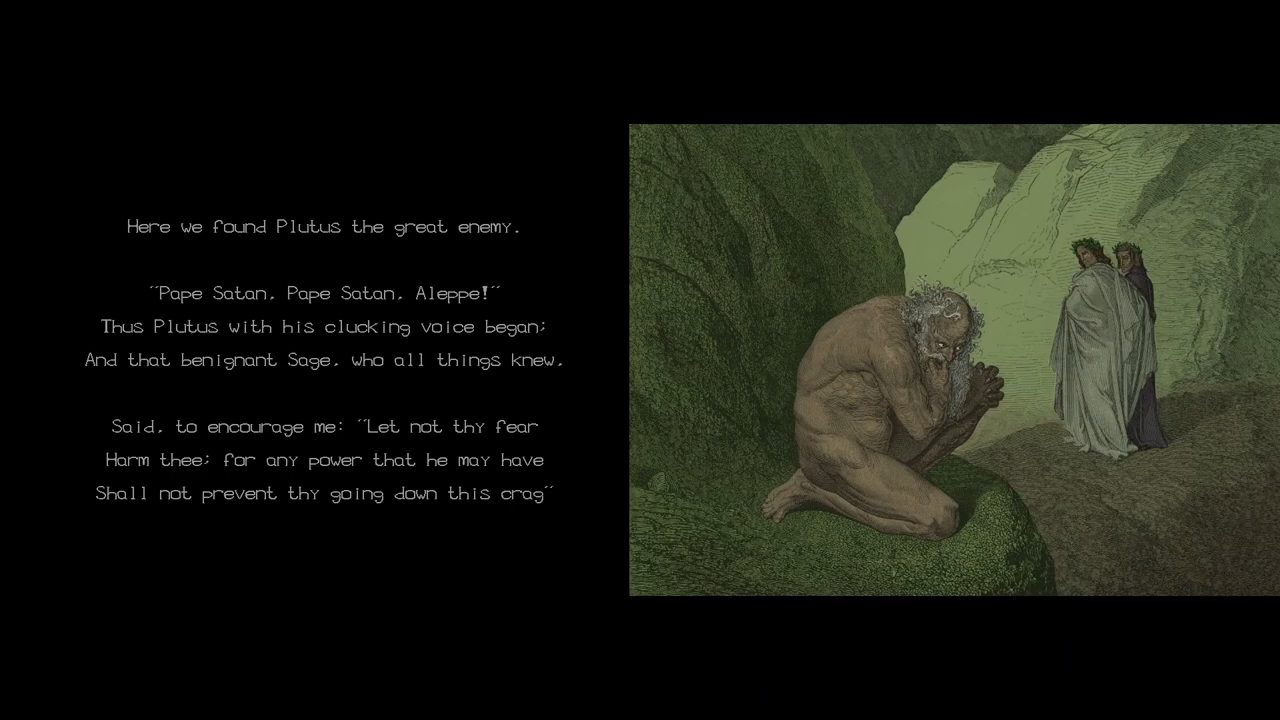 Here we found Plutus the great enemy.
"Pape Satan, Pape Satan, Aleppe!"
Thus Plutus with his clucking voice began;
And that benignant Sage, who all things knew,
Said, to encourage me: "Let not thy fear
Harm thee; for any power that he may have
Shall not prevent thy going down this crag"